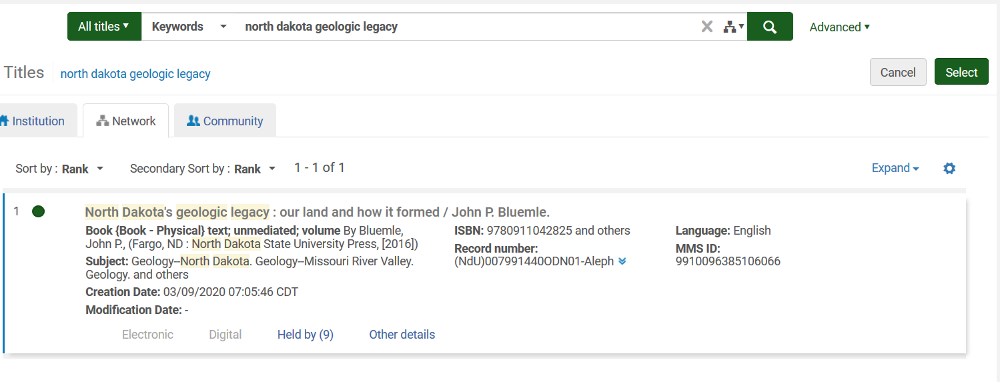 All titles Keywords north dakota geologic legacy Advanced
Titles north dakota geologic legacy Cancel Select
Institution Network Community
Sort by : Rank Secondary Sort by : Rank 1 - 1 of 1 Expand
1 North Dakota's geologic legacy : our land and how it formed / John P. Bluemle.
Book {Book - Physical} text; unmediated; volume By Bluemle,
John P., (Fargo, ND : North Dakota State University Press, [2016])
Subject: Geology--North Dakota. Geology--Missouri River Valley.
Geology. and others
Creation Date: 03/09/2020 07:05:46 CDT
Modification Date: -
ISBN: 9780911042825 and others
Record number:
(NdU)007991440ODN01-Aleph
Language: English
MMS ID:
9910096385106066
Electronic Digital Held by (9) Other details